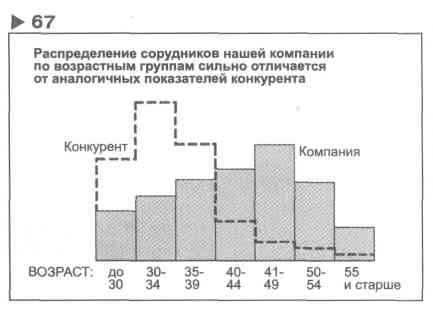 ▶ 67
Распределение сорудников нашей компании
по возрастным группам сильно отличается
от аналогичных показателей конкурента
Конкурент
Компания
ВОЗРАСТ: до 30- 35- 40- 41- 50- 55
30 34 39 44 49 54 и старше